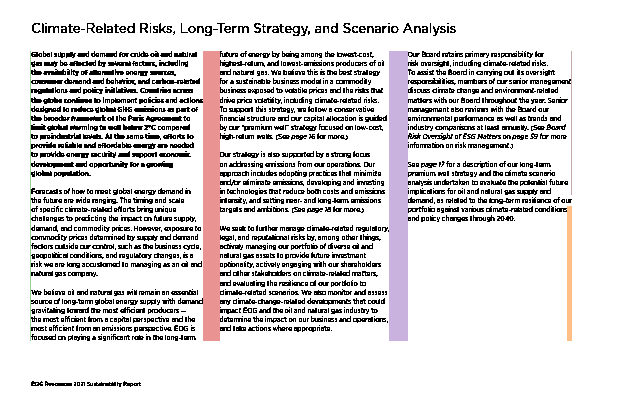 Climate-Related Risks, Long-Term Strategy, and Scenario Analysis
Global supply and demand for crude oil and natural
gas may be affected by several factors, including
the availability of alternative energy sources,
consumer demand and behavior, and carbon-related
regulations and policy initiatives. Countries across
the globe continue to implement policies and actions
designed to reduce global GHG emissions as part of
the broader framework of the Paris Agreement to
limit global warming to well below 2°C compared
to preindustrial levels. At the same time, efforts to
provide reliable and affordable energy are needed
to provide energy security and support economic
development and opportunity for a growing
global population.
Forecasts of how to meet global energy demand in
the future are wide ranging. The timing and scale
of specific climate-related efforts bring unique
challenges to predicting the impact on future supply,
demand, and commodity prices. However, exposure to
commodity prices determined by supply and demand
factors outside our control, such as the business cycle,
geopolitical conditions, and regulatory changes, is a
risk we are long accustomed to managing as an oil and
natural gas company.
We believe oil and natural gas will remain an essential
source of long-term global energy supply with demand
gravitating toward the most efficient producers —
the most efficient from a capital perspective and the
most efficient from an emissions perspective. EOG is
focused on playing a significant role in the long-term
future of energy by being among the lowest-cost,
highest-return, and lowest-emissions producers of oil
and natural gas. We believe this is the best strategy
for a sustainable business model in a commodity
business exposed to volatile prices and the risks that
drive price volatility, including climate-related risks.
To support this strategy, we follow a conservative
financial structure and our capital allocation is guided
by our "premium well" strategy focused on low-cost,
high-return wells. (See page 16 for more.)
Our strategy is also supported by a strong focus
on addressing emissions from our operations. Our
approach includes adopting practices that minimize
and/or eliminate emissions, developing and investing
in technologies that reduce both costs and emissions
intensity, and setting near- and long-term emissions
targets and ambitions. (See page 18 for more.)
We seek to further manage climate-related regulatory,
legal, and reputational risks by, among other things,
actively managing our portfolio of diverse oil and
natural gas assets to provide future investment
optionality, actively engaging with our shareholders
and other stakeholders on climate-related matters,
and evaluating the resilience of our portfolio to
climate-related scenarios. We also monitor and assess
any climate-change-related developments that could
impact EOG and the oil and natural gas industry to
determine the impact on our business and operations,
and take actions where appropriate.
Our Board retains primary responsibility for
risk oversight, including climate-related risks.
To assist the Board in carrying out its oversight
responsibilities, members of our senior management
discuss climate change and environment-related
matters with our Board throughout the year. Senior
management also reviews with the Board our
environmental performance as well as trends and
industry comparisons at least annually. (See Board
Risk Oversight of ESG Matters on page 59 for more
information on risk management.)
See page 17 for a description of our long-term
premium well strategy and the climate scenario
analysis undertaken to evaluate the potential future
implications for oil and natural gas supply and
demand, as related to the long-term resilience of our
portfolio against various climate-related conditions
and policy changes through 2040.
EOG Resources 2021 Sustainability Report